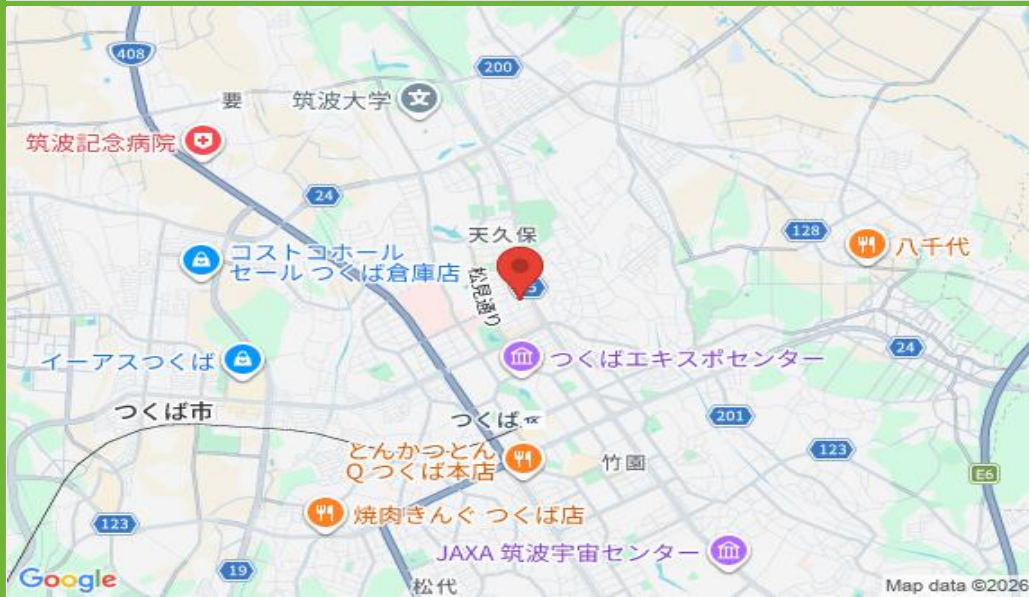 408
200
要
筑波大学
文
筑波記念病院
24
天久保
128
八千代
コストコホール
セール つくば倉庫店
松見通り
イーアスつくば
つくばエキスポセンター
24
つくば市
つくば
201
とんかつとん
Q つくば本店
竹園
123
E6
焼肉きんぐ つくば店
123
JAXA 筑波宇宙センター
19
松代
Google
Map data ©2026